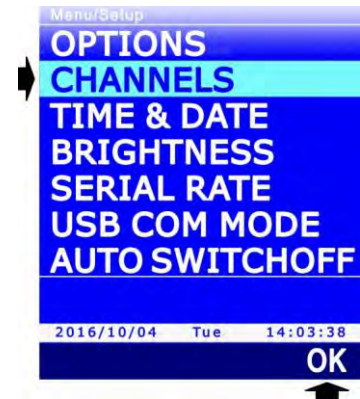 Menu/Setup
OPTIONS
CHANNELS
TIME & DATE
BRIGHTNESS
SERIAL RATE
USB COM MODE
AUTO SWITCHOFF
2016/10/04 Tue 14:03:38
OK